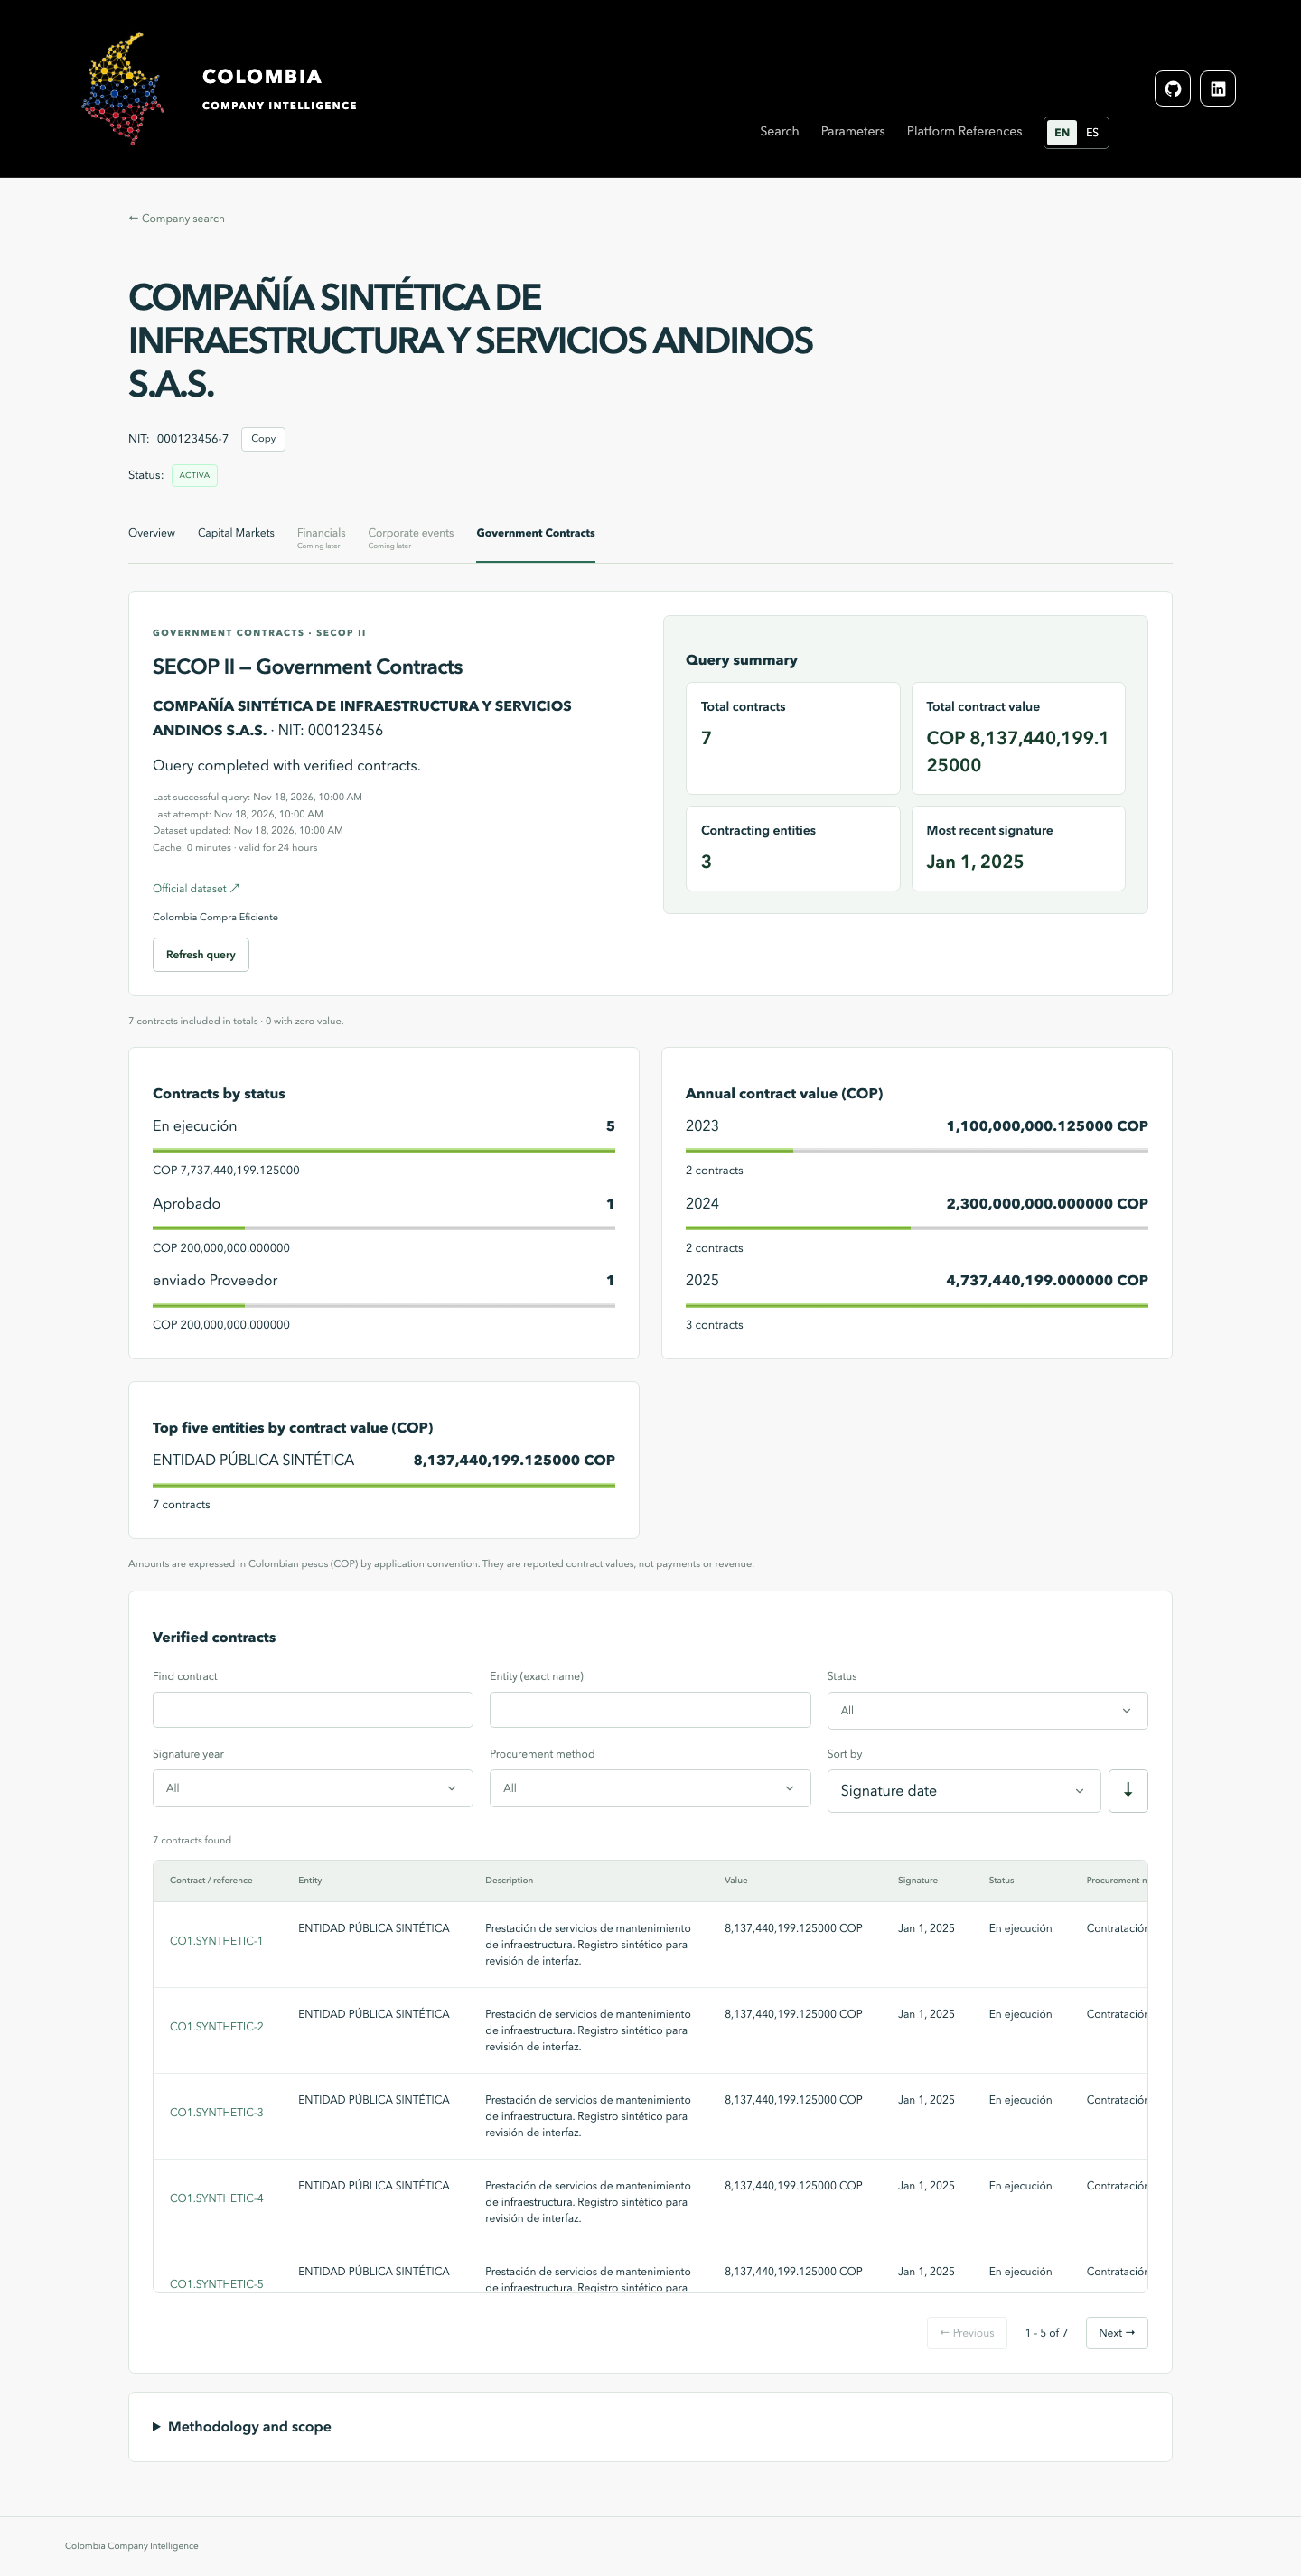 COLOMBIA
COMPANY INTELLIGENCE
Search Parameters Platform References EN ES
← Company search
COMPAÑÍA SINTÉTICA DE
INFRAESTRUCTURA Y SERVICIOS ANDINOS
S.A.S.
NIT: 000123456-7 Copy
Status: ACTIVA
Overview Capital Markets Financials Corporate events Government Contracts
Coming later Coming later
GOVERNMENT CONTRACTS · SECOP II
SECOP II — Government Contracts
COMPAÑÍA SINTÉTICA DE INFRAESTRUCTURA Y SERVICIOS
ANDINOS S.A.S. · NIT: 000123456
Query completed with verified contracts.
Last successful query: Nov 18, 2026, 10:00 AM
Last attempt: Nov 18, 2026, 10:00 AM
Dataset updated: Nov 18, 2026, 10:00 AM
Cache: 0 minutes · valid for 24 hours
Official dataset ↗
Colombia Compra Eficiente
Refresh query
Query summary
Total contracts
7
Total contract value
COP 8,137,440,199.1
25000
Contracting entities
3
Most recent signature
Jan 1, 2025
7 contracts included in totals · 0 with zero value.
Contracts by status
En ejecución 5
COP 7,737,440,199.125000
Aprobado 1
COP 200,000,000.000000
enviado Proveedor 1
COP 200,000,000.000000
Annual contract value (COP)
2023 1,100,000,000.125000 COP
2 contracts
2024 2,300,000,000.000000 COP
2 contracts
2025 4,737,440,199.000000 COP
3 contracts
Top five entities by contract value (COP)
ENTIDAD PÚBLICA SINTÉTICA 8,137,440,199.125000 COP
7 contracts
Amounts are expressed in Colombian pesos (COP) by application convention. They are reported contract values, not payments or revenue.
Verified contracts
Find contract Entity (exact name) Status
All
Signature year Procurement method Sort by
All All Signature date ↓
7 contracts found
Contract / reference Entity Description Value Signature Status Procurement m
CO1.SYNTHETIC-1 ENTIDAD PÚBLICA SINTÉTICA Prestación de servicios de mantenimiento 8,137,440,199.125000 COP Jan 1, 2025 En ejecución Contratación
de infraestructura. Registro sintético para
revisión de interfaz.
CO1.SYNTHETIC-2 ENTIDAD PÚBLICA SINTÉTICA Prestación de servicios de mantenimiento 8,137,440,199.125000 COP Jan 1, 2025 En ejecución Contratación
de infraestructura. Registro sintético para
revisión de interfaz.
CO1.SYNTHETIC-3 ENTIDAD PÚBLICA SINTÉTICA Prestación de servicios de mantenimiento 8,137,440,199.125000 COP Jan 1, 2025 En ejecución Contratación
de infraestructura. Registro sintético para
revisión de interfaz.
CO1.SYNTHETIC-4 ENTIDAD PÚBLICA SINTÉTICA Prestación de servicios de mantenimiento 8,137,440,199.125000 COP Jan 1, 2025 En ejecución Contratación
de infraestructura. Registro sintético para
revisión de interfaz.
CO1.SYNTHETIC-5 ENTIDAD PÚBLICA SINTÉTICA Prestación de servicios de mantenimiento 8,137,440,199.125000 COP Jan 1, 2025 En ejecución Contratación
de infraestructura. Registro sintético para
← Previous 1 - 5 of 7 Next →
▶ Methodology and scope
Colombia Company Intelligence